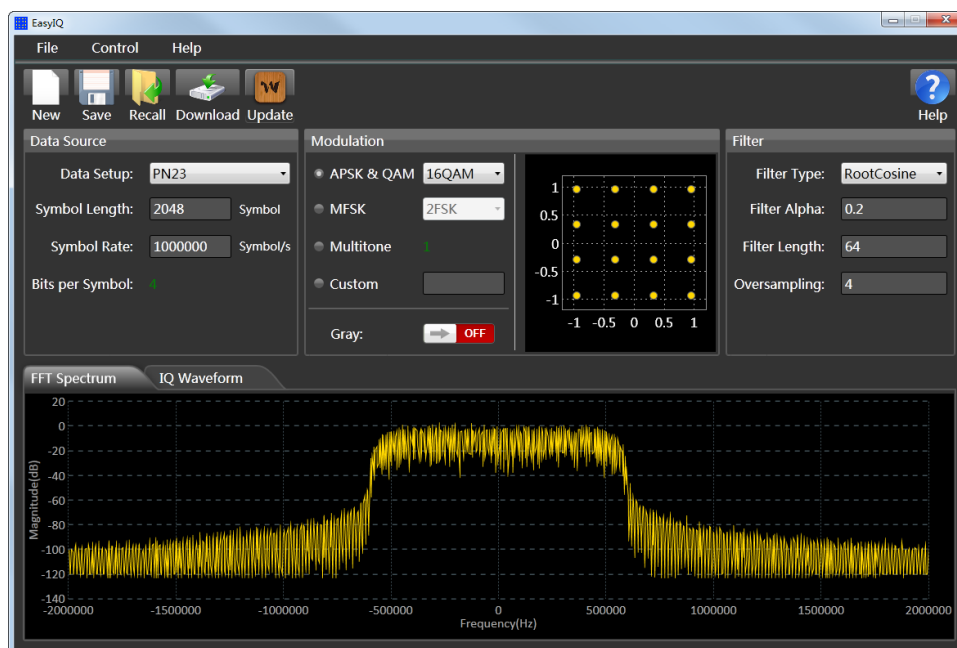 EasyIQ
File Control Help
New Save Recall Download Update Help
Data Source
Data Setup: PN23
Symbol Length: 2048 Symbol
Symbol Rate: 1000000 Symbol/s
Bits per Symbol: 4
Modulation
APSK & QAM 16QAM
MFSK 2FSK
Multitone 1
Custom
Gray: OFF
1
0.5
0
-0.5
-1
-1 -0.5 0 0.5 1
Filter
Filter Type: RootCosine
Filter Alpha: 0.2
Filter Length: 64
Oversampling: 4
FFT Spectrum IQ Waveform
Magnitude(dB)
20
0
-20
-40
-60
-80
-100
-120
-140
-2000000 -1500000 -1000000 -500000 0 500000 1000000 1500000 2000000
Frequency(Hz)